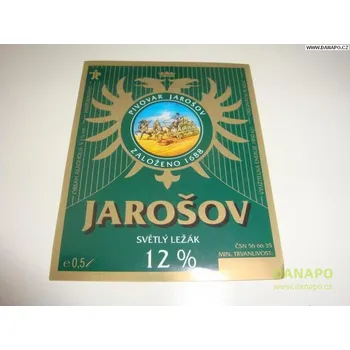 WWW.DANAPO.CZ
PIVOVAR JAROŠOV
ZALOŽENO 1688
JAROŠOV
SVĚTLÝ LEŽÁK
12 %
ČSN 56 66 35
MIN. TRVANLIVOST:
e 0,5 l
DANAPO
www.danapo.cz